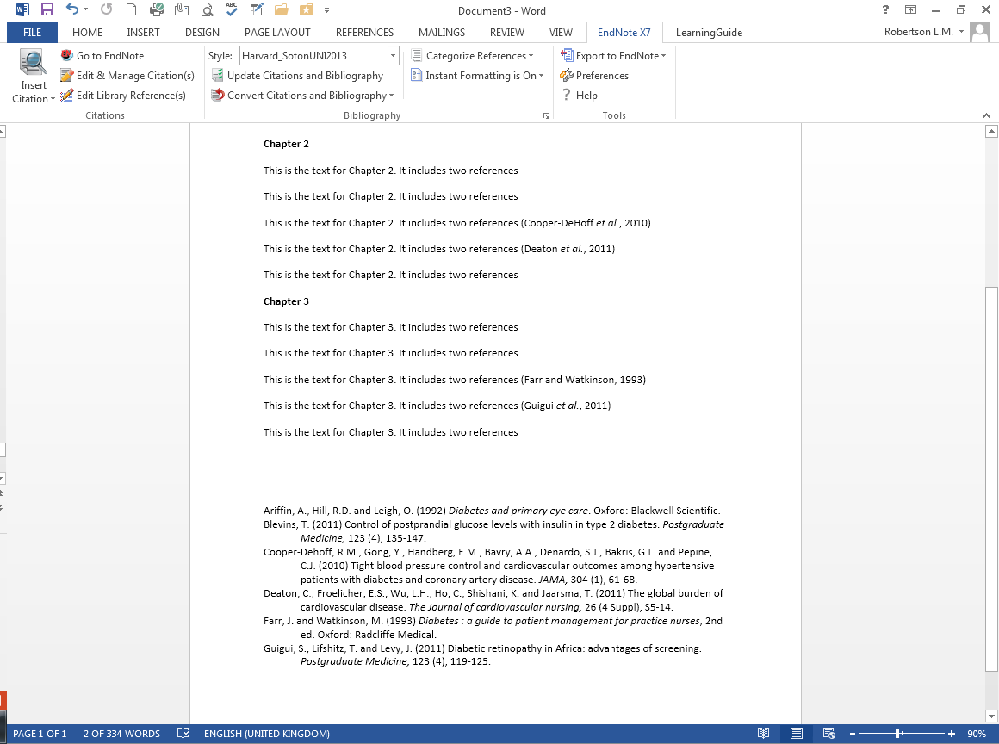 Document3 - Word
FILE HOME INSERT DESIGN PAGE LAYOUT REFERENCES MAILINGS REVIEW VIEW EndNote X7 LearningGuide Robertson L.M.
Insert Citation
Go to EndNote
Edit & Manage Citation(s)
Edit Library Reference(s)
Citations
Style: Harvard_SotonUNI2013
Update Citations and Bibliography
Convert Citations and Bibliography
Categorize References
Instant Formatting is On
Bibliography
Export to EndNote
Preferences
? Help
Tools
Chapter 2
This is the text for Chapter 2. It includes two references
This is the text for Chapter 2. It includes two references
This is the text for Chapter 2. It includes two references (Cooper-DeHoff et al., 2010)
This is the text for Chapter 2. It includes two references (Deaton et al., 2011)
This is the text for Chapter 2. It includes two references
Chapter 3
This is the text for Chapter 3. It includes two references
This is the text for Chapter 3. It includes two references
This is the text for Chapter 3. It includes two references (Farr and Watkinson, 1993)
This is the text for Chapter 3. It includes two references (Guigui et al., 2011)
This is the text for Chapter 3. It includes two references
Ariffin, A., Hill, R.D. and Leigh, O. (1992) Diabetes and primary eye care. Oxford: Blackwell Scientific.
Blevins, T. (2011) Control of postprandial glucose levels with insulin in type 2 diabetes. Postgraduate
Medicine, 123 (4), 135-147.
Cooper-Dehoff, R.M., Gong, Y., Handberg, E.M., Bavry, A.A., Denardo, S.J., Bakris, G.L. and Pepine,
C.J. (2010) Tight blood pressure control and cardiovascular outcomes among hypertensive
patients with diabetes and coronary artery disease. JAMA, 304 (1), 61-68.
Deaton, C., Froelicher, E.S., Wu, L.H., Ho, C., Shishani, K. and Jaarsma, T. (2011) The global burden of
cardiovascular disease. The Journal of cardiovascular nursing, 26 (4 Suppl), S5-14.
Farr, J. and Watkinson, M. (1993) Diabetes : a guide to patient management for practice nurses, 2nd
ed. Oxford: Radcliffe Medical.
Guigui, S., Lifshitz, T. and Levy, J. (2011) Diabetic retinopathy in Africa: advantages of screening.
Postgraduate Medicine, 123 (4), 119-125.
PAGE 1 OF 1 2 OF 334 WORDS ENGLISH (UNITED KINGDOM) 90%